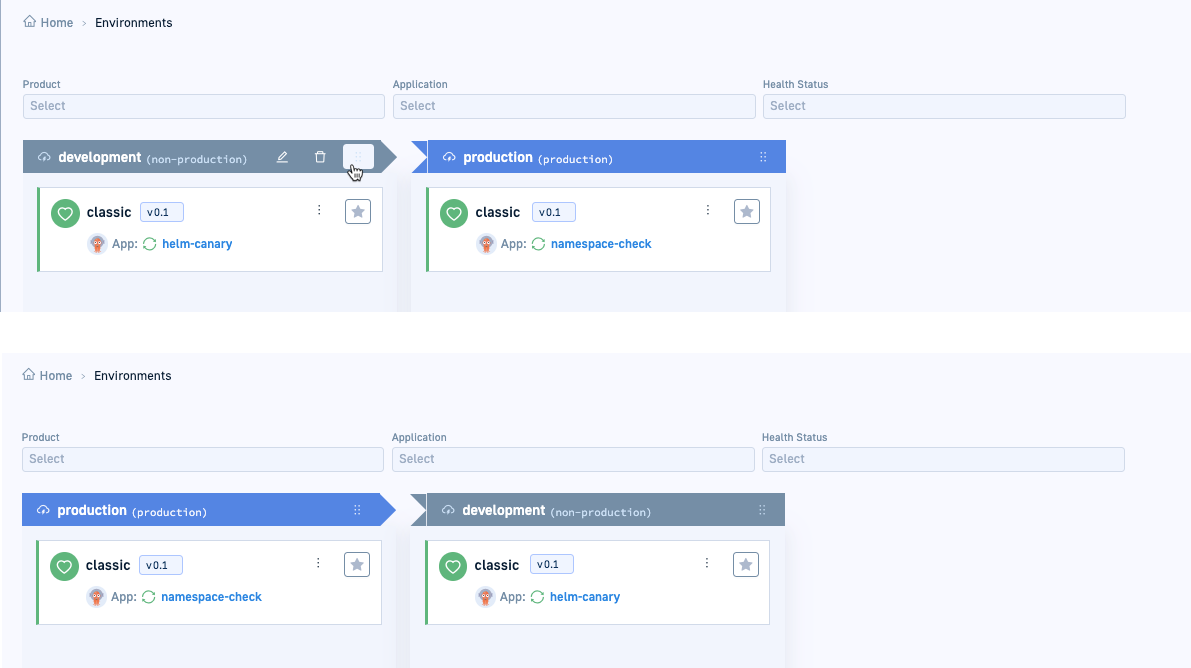 Home > Environments
Product Application Health Status
Select Select Select
development (non-production) production (production)
classic v0.1 classic v0.1
App: helm-canary App: namespace-check
Home > Environments
Product Application Health Status
Select Select Select
production (production) development (non-production)
classic v0.1 classic v0.1
App: namespace-check App: helm-canary